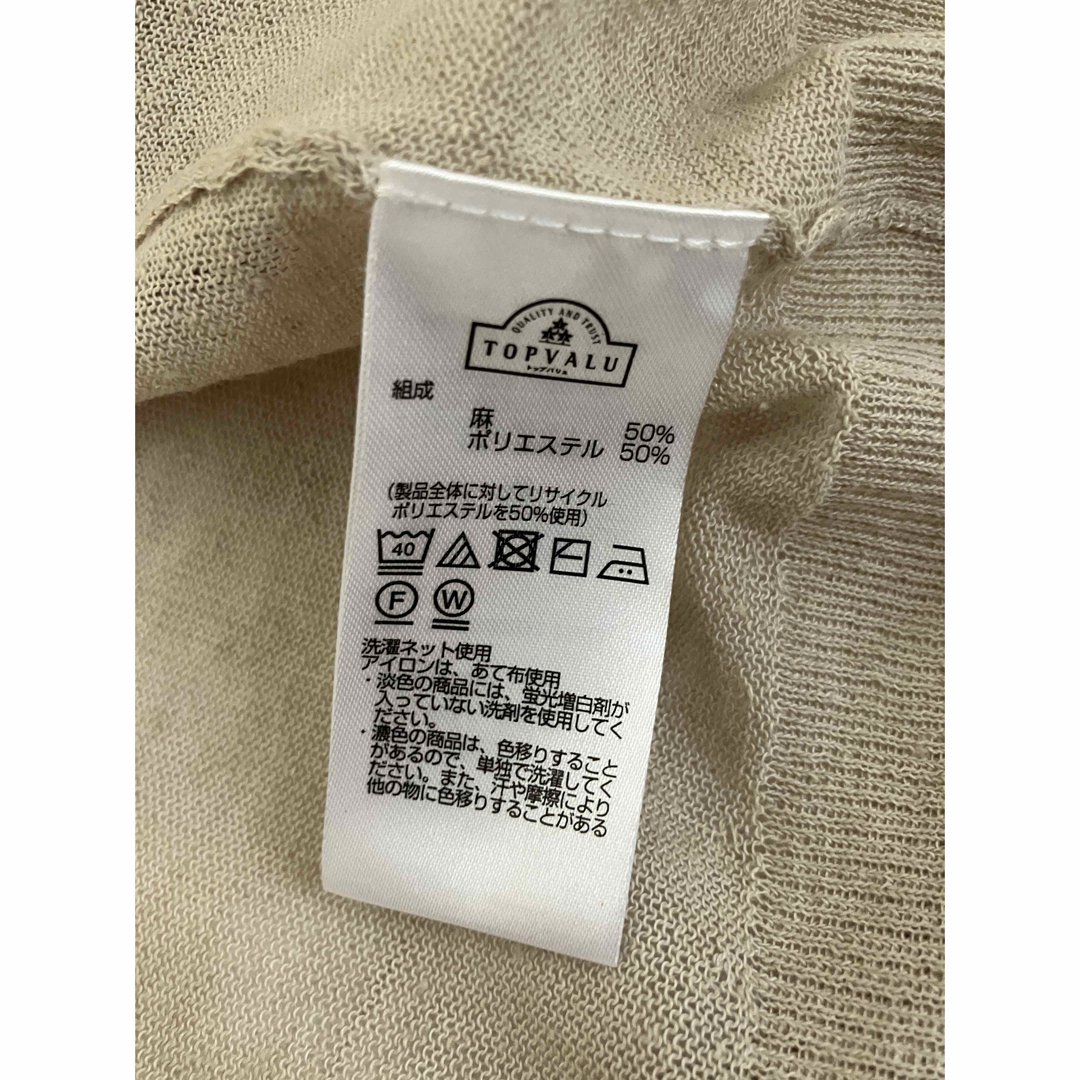 QUALITY AND TRUST
TOPVALU
トップバリュ
組成
麻 50%
ポリエステル 50%
(製品全体に対してリサイクル
ポリエステルを50%使用)
40
F W
洗濯ネット使用
アイロンは、あて布使用
・淡色の商品には、蛍光増白剤が
入っていない洗剤を使用してく
ださい。
・濃色の商品は、色移りすること
があるので、単独で洗濯してく
ださい。また、汗や摩擦により
他の物に色移りすることがある